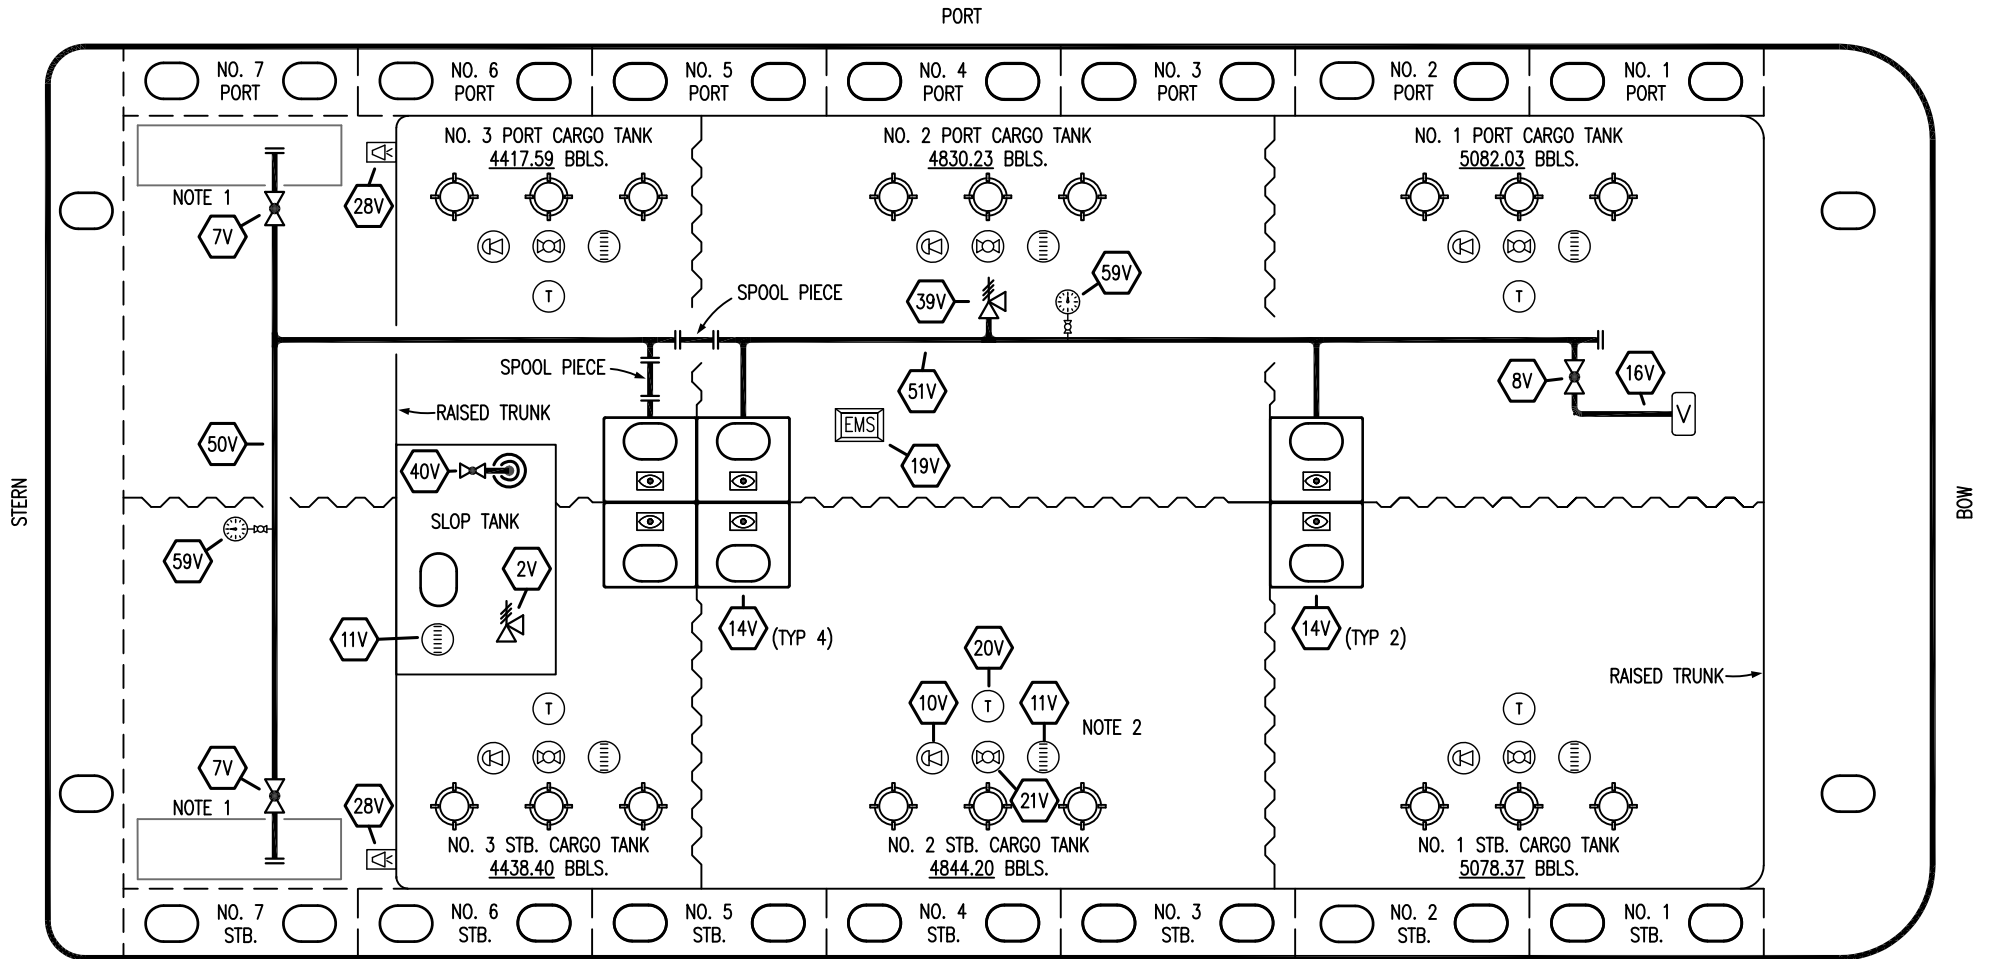 PORT
NO. 7
PORT
NO. 6
PORT
NO. 5
PORT
NO. 4
PORT
NO. 3
PORT
NO. 2
PORT
NO. 1
PORT
NO. 3 PORT CARGO TANK
4417.59 BBLS.
NO. 2 PORT CARGO TANK
4830.23 BBLS.
NO. 1 PORT CARGO TANK
5082.03 BBLS.
NOTE 1
7V
28V
T
SPOOL PIECE
39V
59V
T
SPOOL PIECE
51V
8V
16V
V
RAISED TRUNK
EMS
19V
50V
40V
STERN
BOW
SLOP TANK
59V
2V
11V
14V
(TYP 4)
14V
(TYP 2)
20V
RAISED TRUNK
T
10V
T
11V
NOTE 2
T
7V
NOTE 1
28V
21V
NO. 3 STB. CARGO TANK
4438.40 BBLS.
NO. 2 STB. CARGO TANK
4844.20 BBLS.
NO. 1 STB. CARGO TANK
5078.37 BBLS.
NO. 7
STB.
NO. 6
STB.
NO. 5
STB.
NO. 4
STB.
NO. 3
STB.
NO. 2
STB.
NO. 1
STB.